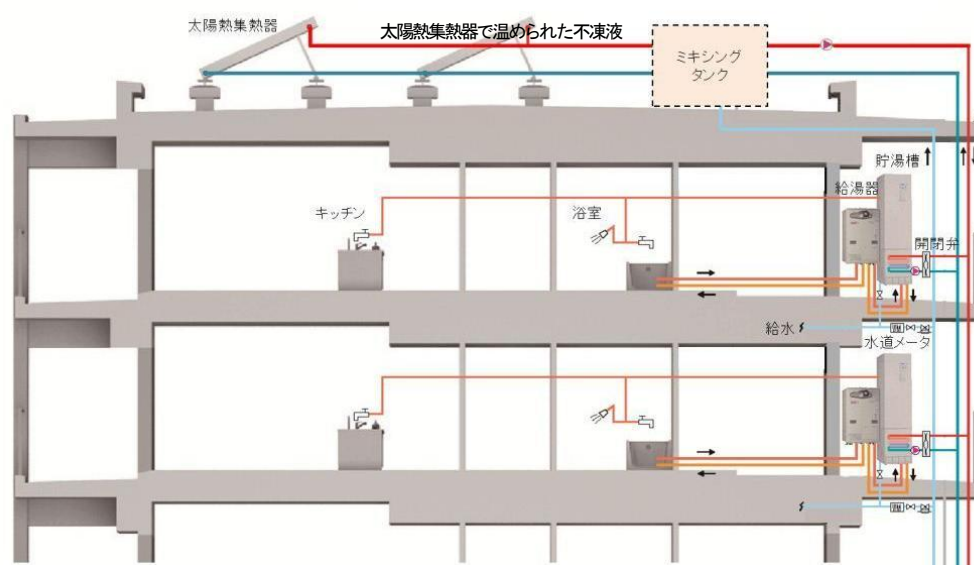 太陽熱集熱器
太陽熱集熱器で温められた不凍液
ミキシング
タンク
貯湯槽
給湯器
キッチン
浴室
開閉弁
給水
水道メータ